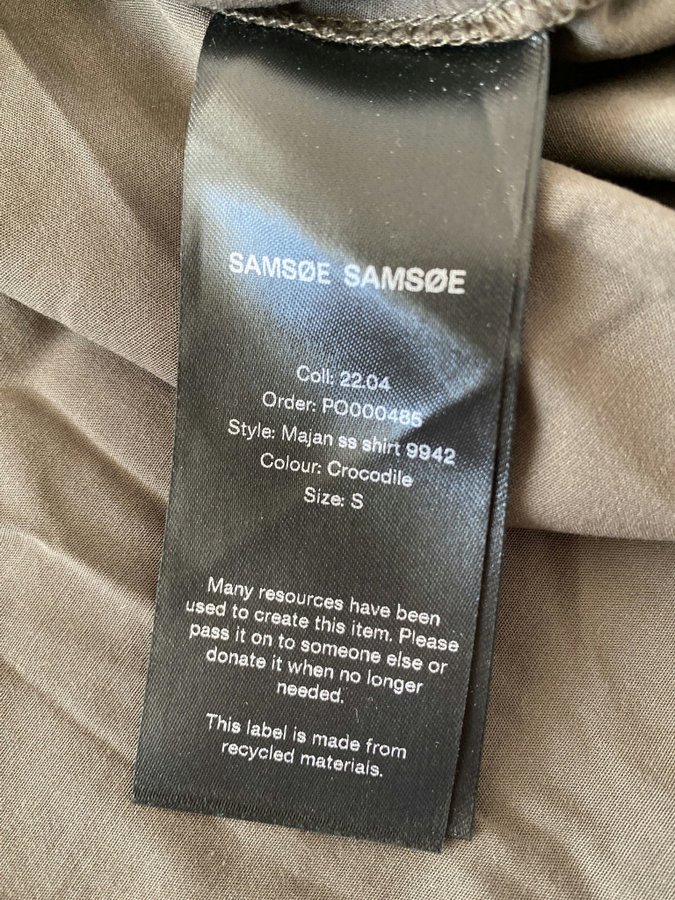 SAMSØE SAMSØE
Coll: 22.04
Order: PO000485
Style: Majan ss shirt 9942
Colour: Crocodile
Size: S
Many resources have been
used to create this item. Please
pass it on to someone else or
donate it when no longer
needed.
This label is made from
recycled materials.